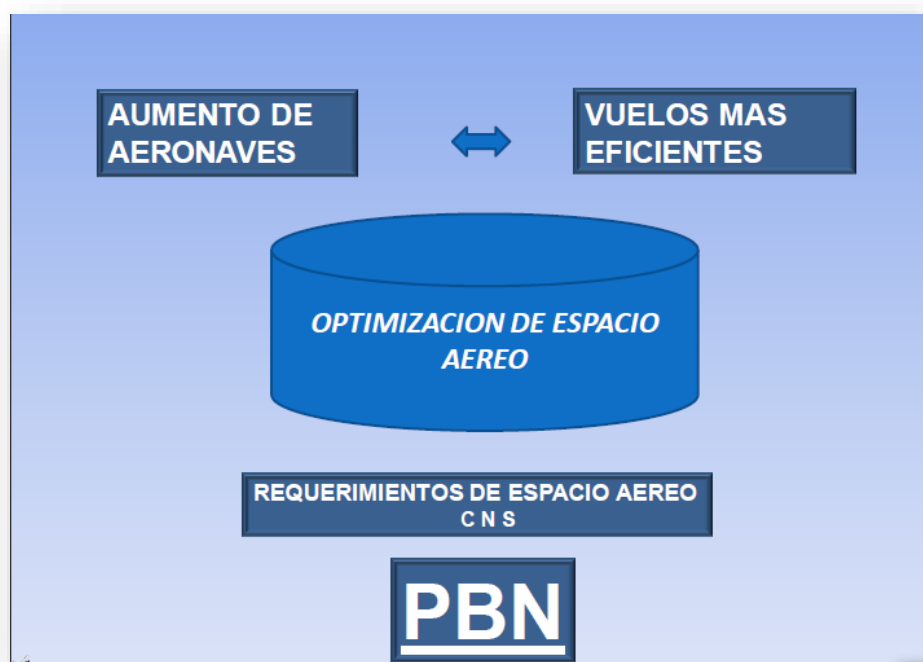 AUMENTO DE
AERONAVES
VUELOS MAS
EFICIENTES
OPTIMIZACION DE ESPACIO
AEREO
REQUERIMIENTOS DE ESPACIO AEREO
C N S
PBN